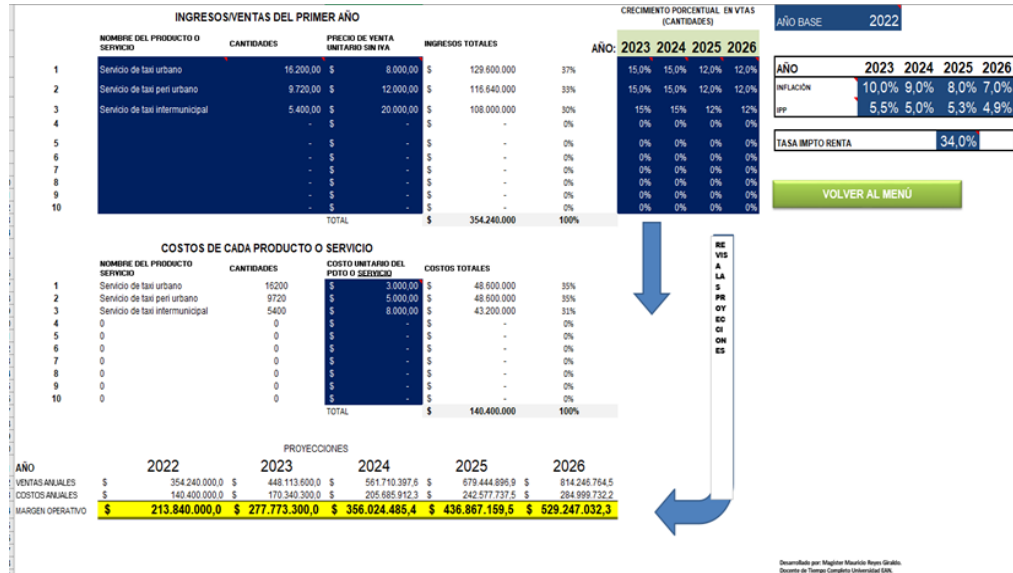 INGRESOS/VENTAS DEL PRIMER AÑO
CRECIMIENTO PORCENTUAL EN VTAS (CANTIDADES)
AÑO BASE 2022
NOMBRE DEL PRODUCTO O SERVICIO CANTIDADES PRECIO DE VENTA UNITARIO SIN IVA INGRESOS TOTALES AÑO: 2023 2024 2025 2026
1 Servicio de taxi urbano 16.200,00 $ 8.000,00 $ 129.600.000 37% 15,0% 15,0% 12,0% 12,0%
2 Servicio de taxi peri urbano 9.720,00 $ 12.000,00 $ 116.640.000 33% 15,0% 15,0% 12,0% 12,0%
3 Servicio de taxi intermunicipal 5.400,00 $ 20.000,00 $ 108.000.000 30% 15% 15% 12% 12%
4 - $ - $ - 0% 0% 0% 0% 0%
5 - $ - $ - 0% 0% 0% 0% 0%
6 - $ - $ - 0% 0% 0% 0% 0%
7 - $ - $ - 0% 0% 0% 0% 0%
8 - $ - $ - 0% 0% 0% 0% 0%
9 - $ - $ - 0% 0% 0% 0% 0%
10 - $ - $ - 0% 0% 0% 0% 0%
TOTAL $ 354.240.000 100%
AÑO 2023 2024 2025 2026
INFLACIÓN 10,0% 9,0% 8,0% 7,0%
IPP 5,5% 5,0% 5,3% 4,9%
TASA IMPTO RENTA 34,0%
VOLVER AL MENÚ
COSTOS DE CADA PRODUCTO O SERVICIO
NOMBRE DEL PRODUCTO SERVICIO CANTIDADES COSTO UNITARIO DEL PDTO O SERVICIO COSTOS TOTALES
1 Servicio de taxi urbano 16200 $ 3.000,00 $ 48.600.000 35%
2 Servicio de taxi peri urbano 9720 $ 5.000,00 $ 48.600.000 35%
3 Servicio de taxi intermunicipal 5400 $ 8.000,00 $ 43.200.000 31%
4 0 0 $ - $ - 0%
5 0 0 $ - $ - 0%
6 0 0 $ - $ - 0%
7 0 0 $ - $ - 0%
8 0 0 $ - $ - 0%
9 0 0 $ - $ - 0%
10 0 0 $ - $ - 0%
TOTAL $ 140.400.000 100%
RE
VIS
A
LA
S
PR
OY
EC
CI
ON
ES
PROYECCIONES
AÑO 2022 2023 2024 2025 2026
VENTAS ANUALES $ 354.240.000,0 $ 448.113.600,0 $ 561.710.397,6 $ 679.444.896,9 $ 814.246.764,5
COSTOS ANUALES $ 140.400.000,0 $ 170.340.300,0 $ 205.685.912,3 $ 242.577.737,5 $ 284.999.732,2
MARGEN OPERATIVO $ 213.840.000,0 $ 277.773.300,0 $ 356.024.485,4 $ 436.867.159,5 $ 529.247.032,3
Desarrollado por: Magister Mauricio Reyes Giraldo.
Docente de Tiempo Completo Universidad EAN.